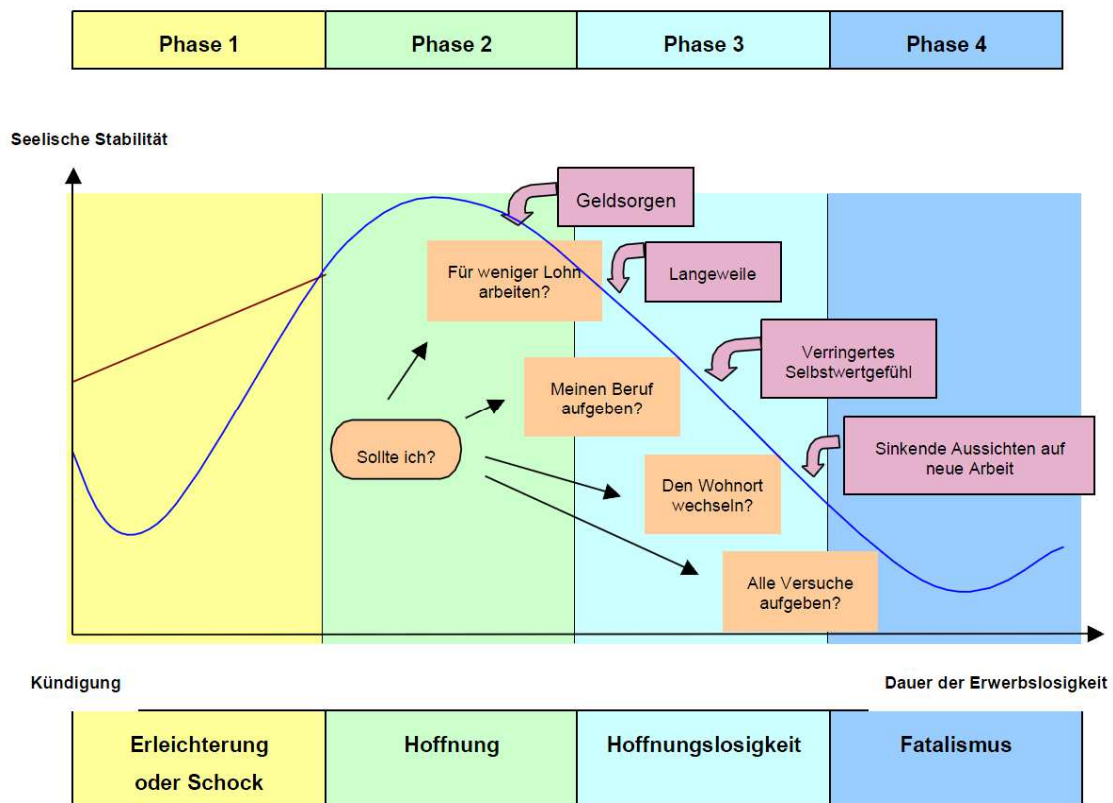 Phase 1
Phase 2
Phase 3
Phase 4
Seelische Stabilität
Geldsorgen
Für weniger Lohn
arbeiten?
Langeweile
Verringertes
Selbstwertgefühl
Meinen Beruf
aufgeben?
Sollte ich?
Sinkende Aussichten auf
neue Arbeit
Den Wohnort
wechseln?
Alle Versuche
aufgeben?
Kündigung
Dauer der Erwerbslosigkeit
Erleichterung
oder Schock
Hoffnung
Hoffnungslosigkeit
Fatalismus